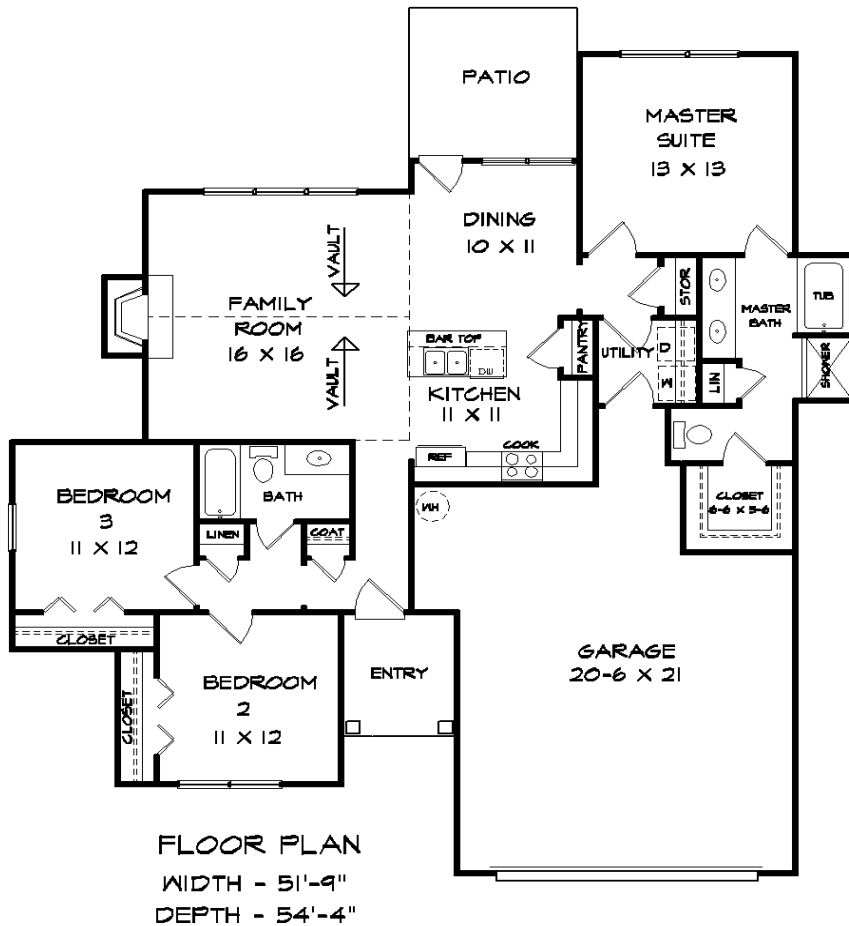 PATIO
MASTER
SUITE
13 X 13
DINING
10 X 11
VAULT
STOR
MASTER
BATH
TUB
FAMILY
ROOM
16 X 16
BAR TOP
DW
PANTRY
UTILITY
D
W
LIN
SHOWER
VAULT
KITCHEN
11 X 11
REF
COOK
BATH
BEDROOM
3
11 X 12
LINEN
COAT
WH
CLOSET
6-6 X 5-6
CLOSET
CLOSET
BEDROOM
2
11 X 12
ENTRY
GARAGE
20-6 X 21
FLOOR PLAN
WIDTH - 51'-9"
DEPTH - 54'-4"